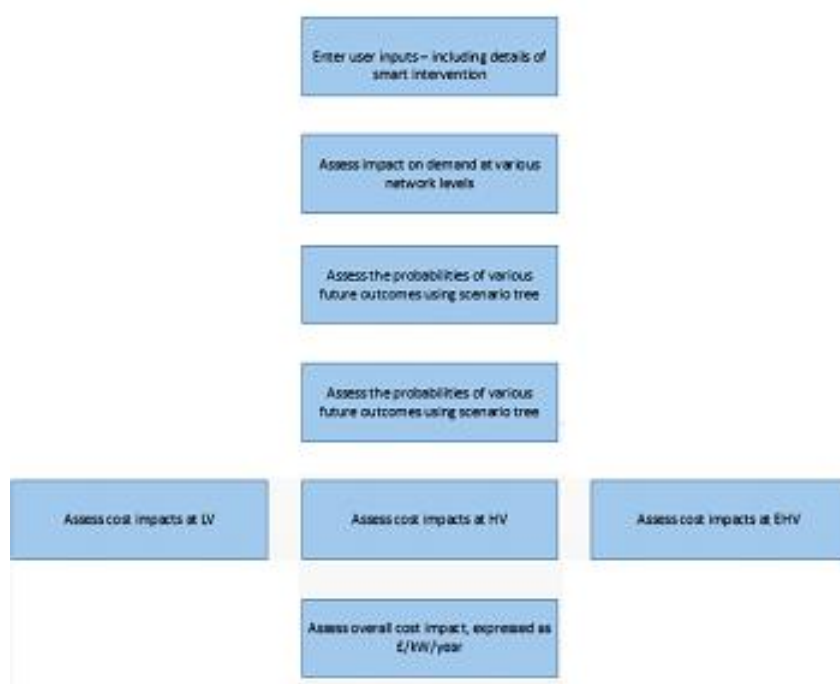 Enter user inputs – including details of
smart intervention
Assess impact on demand at various
network levels
Assess the probabilities of various
future outcomes using scenario tree
Assess the probabilities of various
future outcomes using scenario tree
Assess cost impacts at LV
Assess cost impacts at HV
Assess cost impacts at EHV
Assess overall cost impact, expressed as
£/kW/year